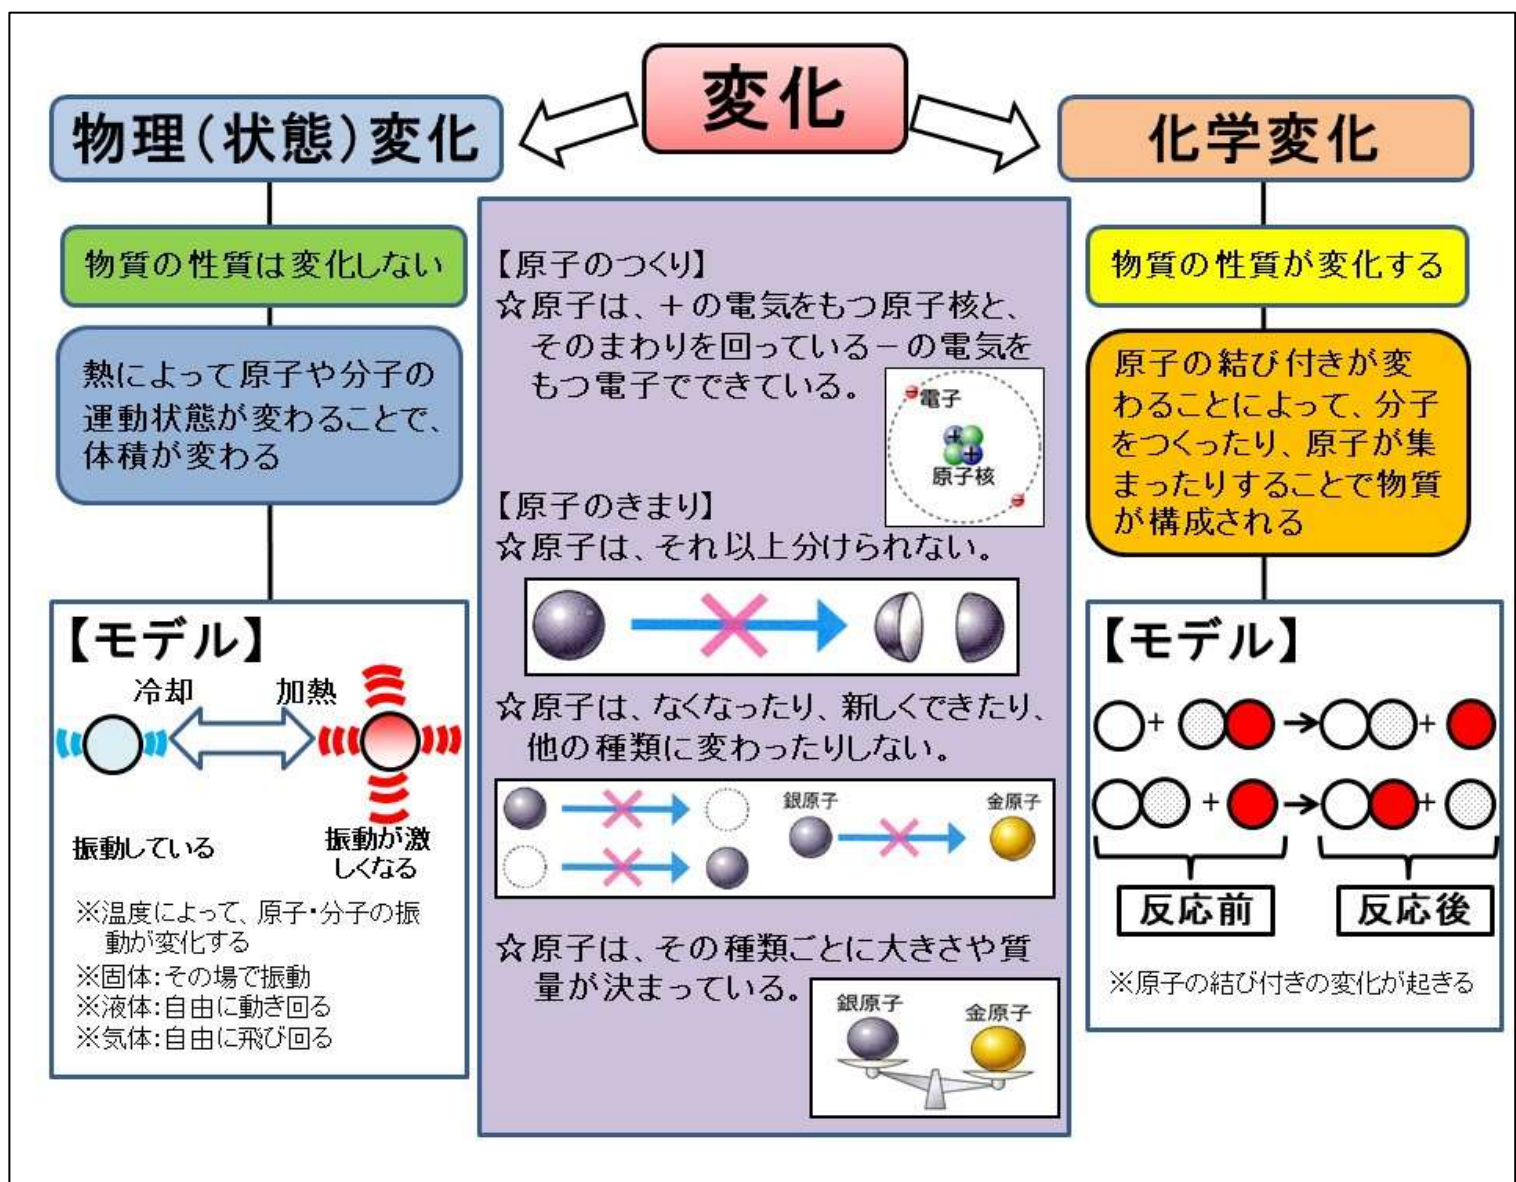 変化
物理(状態)変化
物質の性質は変化しない
熱によって原子や分子の
運動状態が変わることで、
体積が変わる
【モデル】
冷却
加熱
振動している
振動が激
しくなる
※温度によって、原子・分子の振
動が変化する
※固体：その場で振動
※液体：自由に動き回る
※気体：自由に飛び回る
【原子のつくり】
☆原子は、＋の電気をもつ原子核と、
そのまわりを回っている－の電気を
もつ電子でできている。
電子
原子核
【原子のきまり】
☆原子は、それ以上分けられない。
☆原子は、なくなったり、新しくできたり、
他の種類に変わったりしない。
銀原子
金原子
☆原子は、その種類ごとに大きさや質
量が決まっている。
銀原子
金原子
化学変化
物質の性質が変化する
原子の結び付きが変
わることによって、分子
をつくったり、原子が集
まったりすることで物質
が構成される
【モデル】
反応前
反応後
※原子の結び付きの変化が起きる